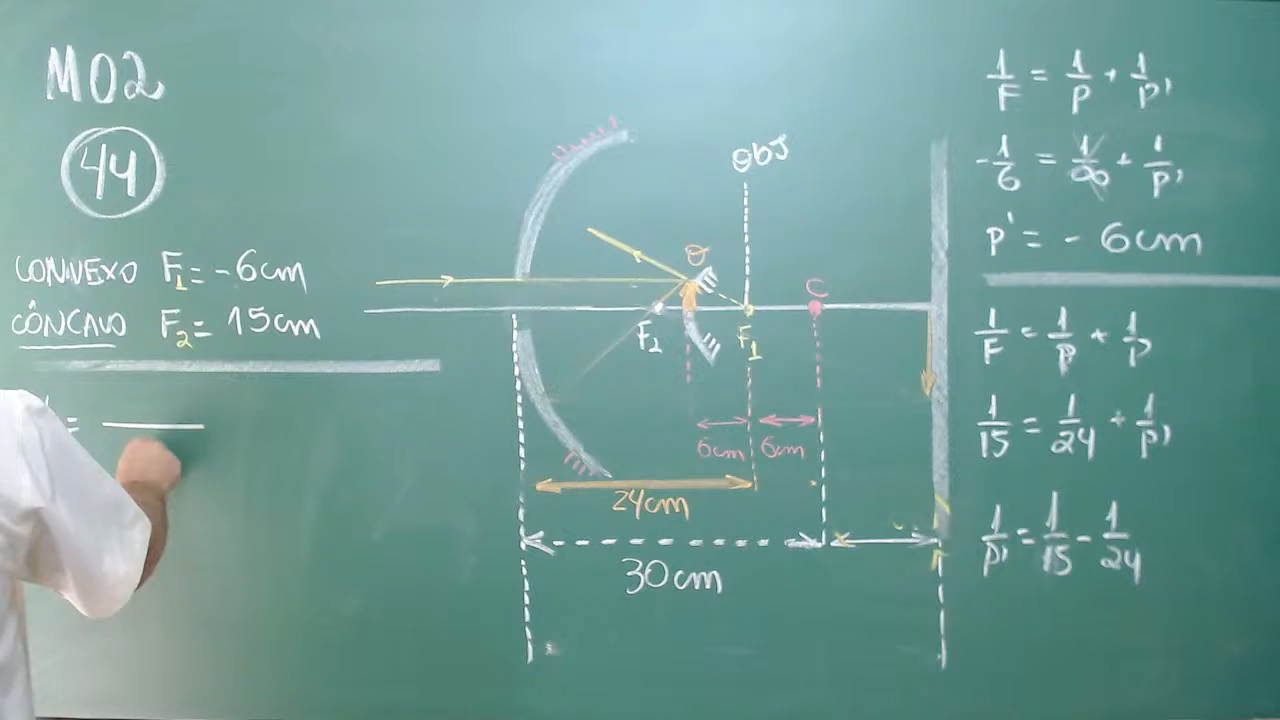 M02
44
CONVEXO F₁ = -6cm
CÔNCAVO F₂ = 15cm
=
ObJ
θ
C
F₂
F₁
6cm 6cm
24cm
30cm
1/F = 1/P + 1/P'
-1/6 = 1/∞ + 1/P'
P' = - 6cm
1/F = 1/P + 1/P
1/15 = 1/24 + 1/P'
1/P' = 1/15 - 1/24